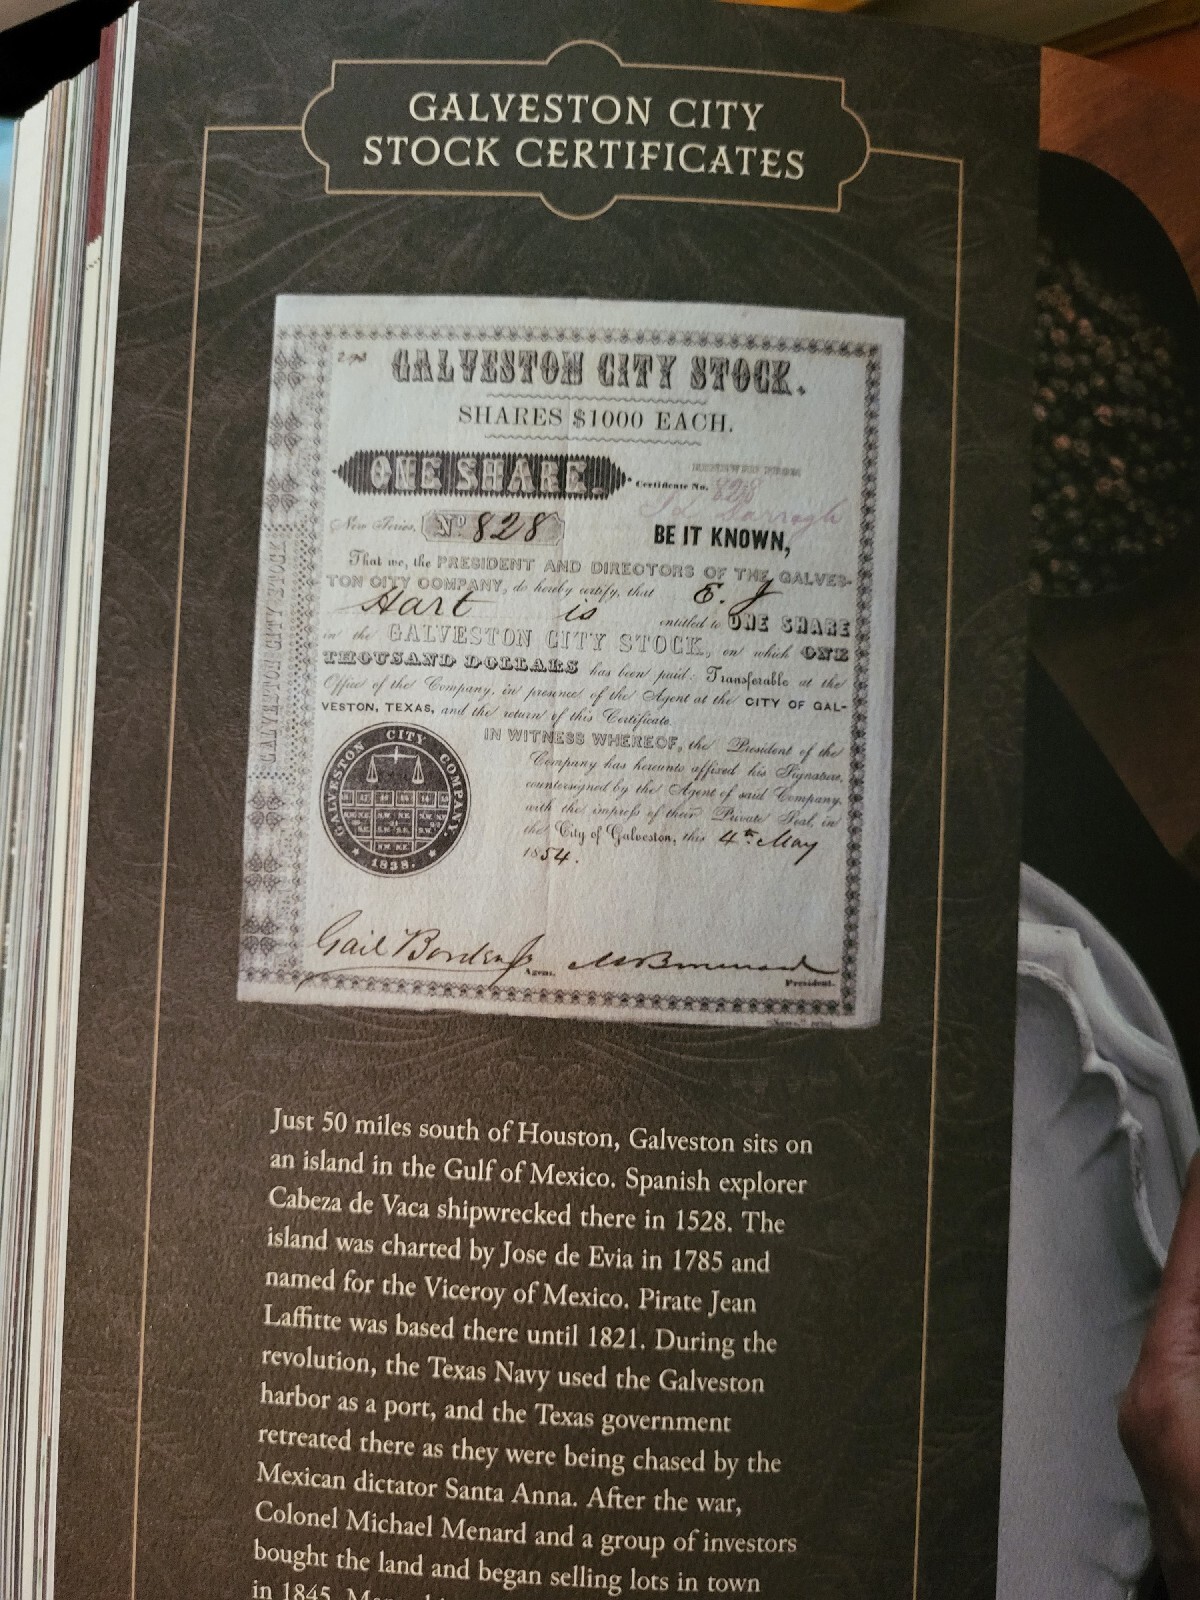 GALVESTON CITY
STOCK CERTIFICATES
GALVESTON CITY STOCK.
SHARES $1000 EACH.
ONE SHARE.
Certificate No.
New Series, No 828
BE IT KNOWN,
That we, the PRESIDENT AND DIRECTORS OF THE GALVES-
TON CITY COMPANY, do hereby certify, that E. J
Hart is entitled to ONE SHARE
in the GALVESTON CITY STOCK, on which ONE
THOUSAND DOLLARS has been paid: Transferable at the
Office of the Company, in presence of the Agent at the CITY OF GAL-
VESTON, TEXAS, and the return of this Certificate.
IN WITNESS WHEREOF, the President of the
Company has hereunto affixed his Signature,
countersigned by the Agent of said Company,
with the impress of their Private Seal, in
the City of Galveston, this 4th May
1854.
GALVESTON CITY STOCK
GALVESTON CITY COMPANY.
1838.
Gail Borden Jr
Agent.
President.
Just 50 miles south of Houston, Galveston sits on
an island in the Gulf of Mexico. Spanish explorer
Cabeza de Vaca shipwrecked there in 1528. The
island was charted by Jose de Evia in 1785 and
named for the Viceroy of Mexico. Pirate Jean
Laffitte was based there until 1821. During the
revolution, the Texas Navy used the Galveston
harbor as a port, and the Texas government
retreated there as they were being chased by the
Mexican dictator Santa Anna. After the war,
Colonel Michael Menard and a group of investors
bought the land and began selling lots in town
in 1845.